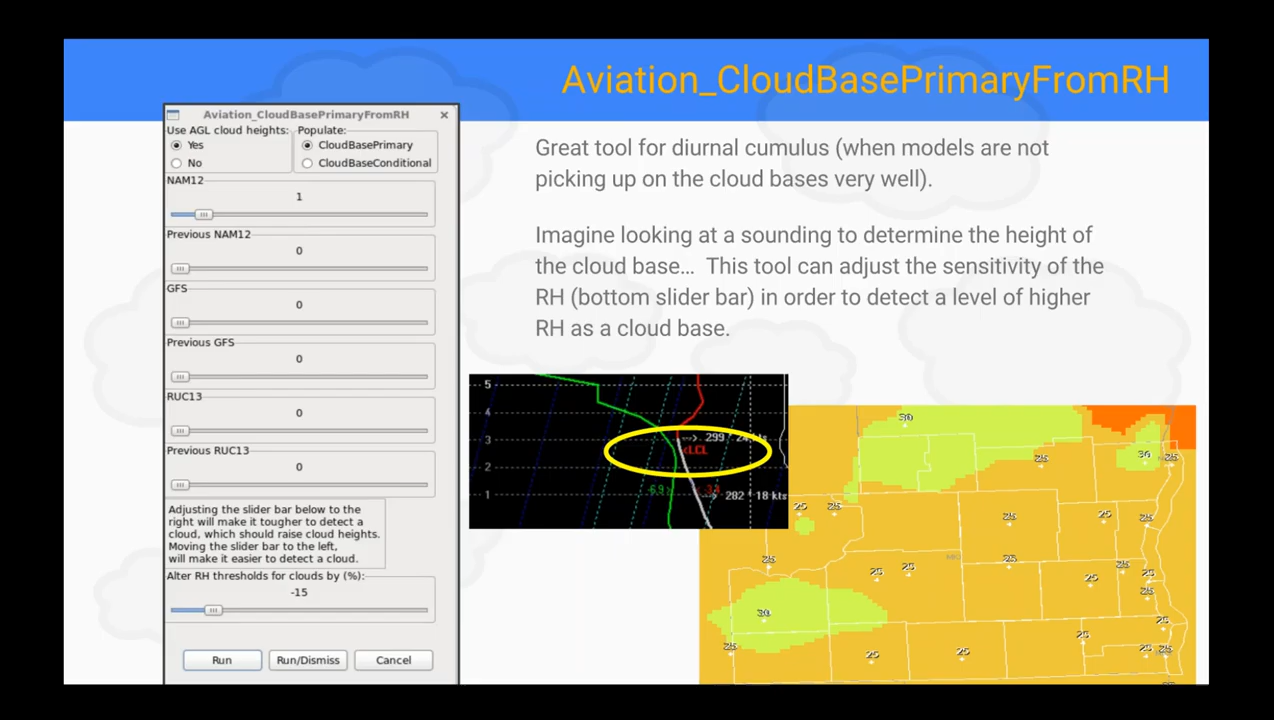 Aviation_CloudBasePrimaryFromRH
Aviation_CloudBasePrimaryFromRH
Use AGL cloud heights:
Yes
No
Populate:
CloudBasePrimary
CloudBaseConditional
NAM12
1
Previous NAM12
0
GFS
0
Previous GFS
0
RUC13
0
Previous RUC13
0
Adjusting the slider bar below to the
right will make it tougher to detect a
cloud, which should raise cloud heights.
Moving the slider bar to the left,
will make it easier to detect a cloud.
Alter RH thresholds for clouds by (%):
-15
Run
Run/Dismiss
Cancel
Great tool for diurnal cumulus (when models are not
picking up on the cloud bases very well).
Imagine looking at a sounding to determine the height of
the cloud base… This tool can adjust the sensitivity of the
RH (bottom slider bar) in order to detect a level of higher
RH as a cloud base.
5
4
3
299
LCL
2
1
282 * 18 kts
30
25
30
25
25
25
25
25
25
25
25
25
25
25
25
25
25
30
25
25
25
25
25
25
25